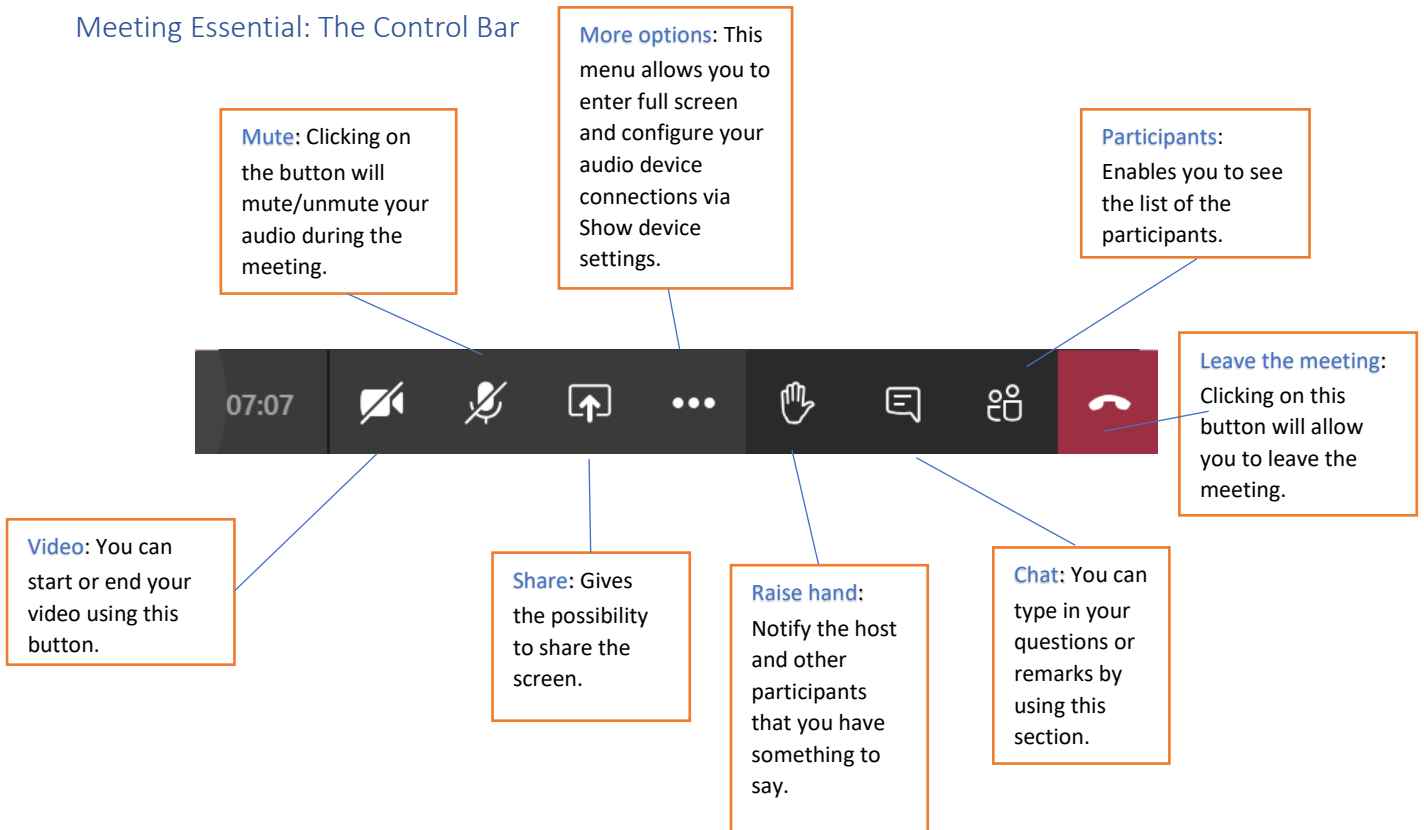 Meeting Essential: The Control Bar
More options: This
menu allows you to
enter full screen
and configure your
audio device
connections via
Show device
settings.
Mute: Clicking on
the button will
mute/unmute your
audio during the
meeting.
Participants:
Enables you to see
the list of the
participants.
Leave the meeting:
Clicking on this
button will allow
you to leave the
meeting.
07:07
Video: You can
start or end your
video using this
button.
Share: Gives
the possibility
to share the
screen.
Raise hand:
Notify the host
and other
participants
that you have
something to
say.
Chat: You can
type in your
questions or
remarks by
using this
section.